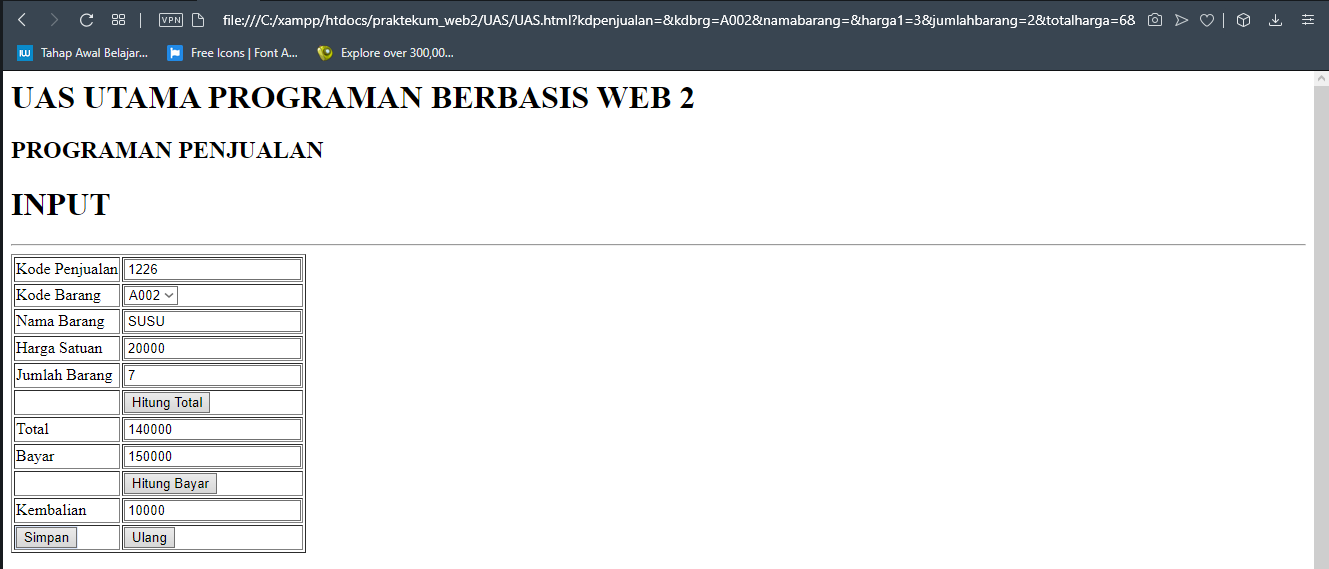 VPN file:///C:/xampp/htdocs/praktekum_web2/UAS/UAS.html?kdpenjualan=&kdbrg=A002&namabarang=&harga1=3&jumlahbarang=2&totalharga=68
IW Tahap Awal Belajar... Free Icons | Font A... Explore over 300,00...
UAS UTAMA PROGRAMAN BERBASIS WEB 2
PROGRAMAN PENJUALAN
INPUT
Kode Penjualan 1226
Kode Barang A002
Nama Barang SUSU
Harga Satuan 20000
Jumlah Barang 7
Hitung Total
Total 140000
Bayar 150000
Hitung Bayar
Kembalian 10000
Simpan Ulang